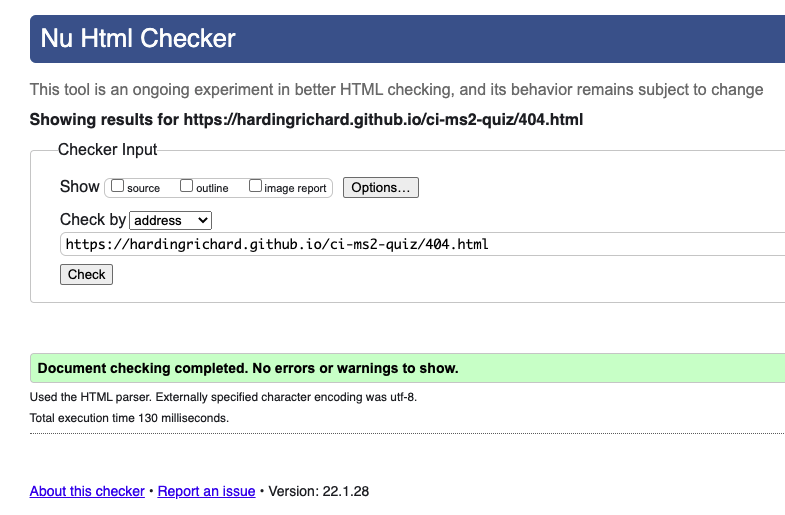 Nu Html Checker
This tool is an ongoing experiment in better HTML checking, and its behavior remains subject to change
Showing results for https://hardingrichard.github.io/ci-ms2-quiz/404.html
Checker Input
Show source outline image report Options...
Check by address
https://hardingrichard.github.io/ci-ms2-quiz/404.html
Check
Document checking completed. No errors or warnings to show.
Used the HTML parser. Externally specified character encoding was utf-8.
Total execution time 130 milliseconds.
About this checker • Report an issue • Version: 22.1.28